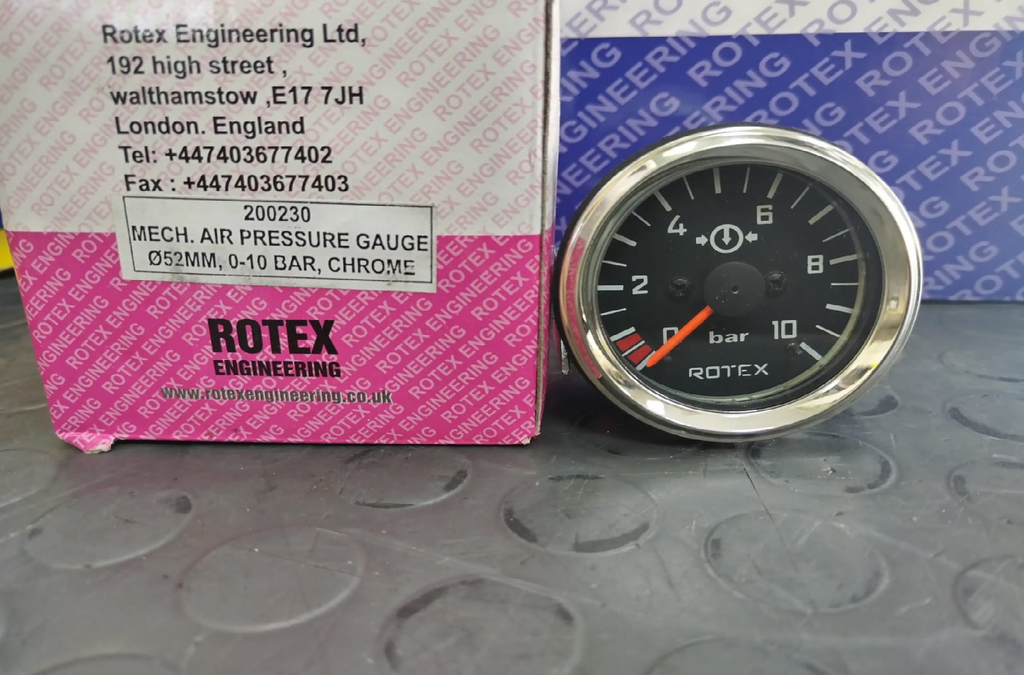 Rotex Engineering Ltd,
192 high street ,
walthamstow ,E17 7JH
London. England
Tel: +447403677402
Fax : +447403677403
200230
MECH. AIR PRESSURE GAUGE
Ø52MM, 0-10 BAR, CHROME
ROTEX
ENGINEERING
www.rotexengineering.co.uk
4 6
2 8
0 bar 10
ROTEX